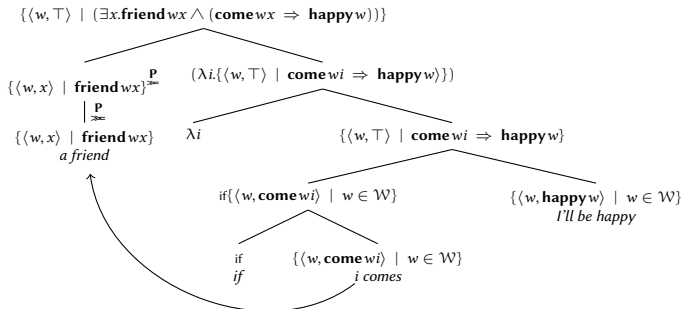 {⟨w, ⊤⟩ | (∃x.friend wx ∧ (come wx ⇒ happy w))}
{⟨w, x⟩ | friend wx}^P≫=
(λi.{⟨w, ⊤⟩ | come wi ⇒ happy w⟩})
P≫=
{⟨w, x⟩ | friend wx}
a friend
λi
{⟨w, ⊤⟩ | come wi ⇒ happy w}
if{⟨w, come wi⟩ | w ∈ W}
{⟨w, happy w⟩ | w ∈ W}
I'll be happy
if
if
{⟨w, come wi⟩ | w ∈ W}
i comes